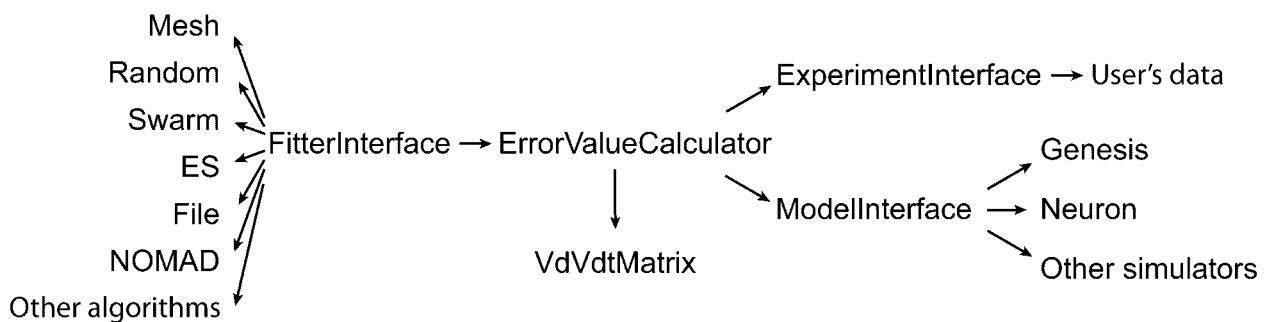 Mesh
Random
Swarm
ES
File
NOMAD
Other algorithms
FitterInterface
ErrorValueCalculator
VdVdtMatrix
ExperimentInterface
User's data
ModelInterface
Genesis
Neuron
Other simulators